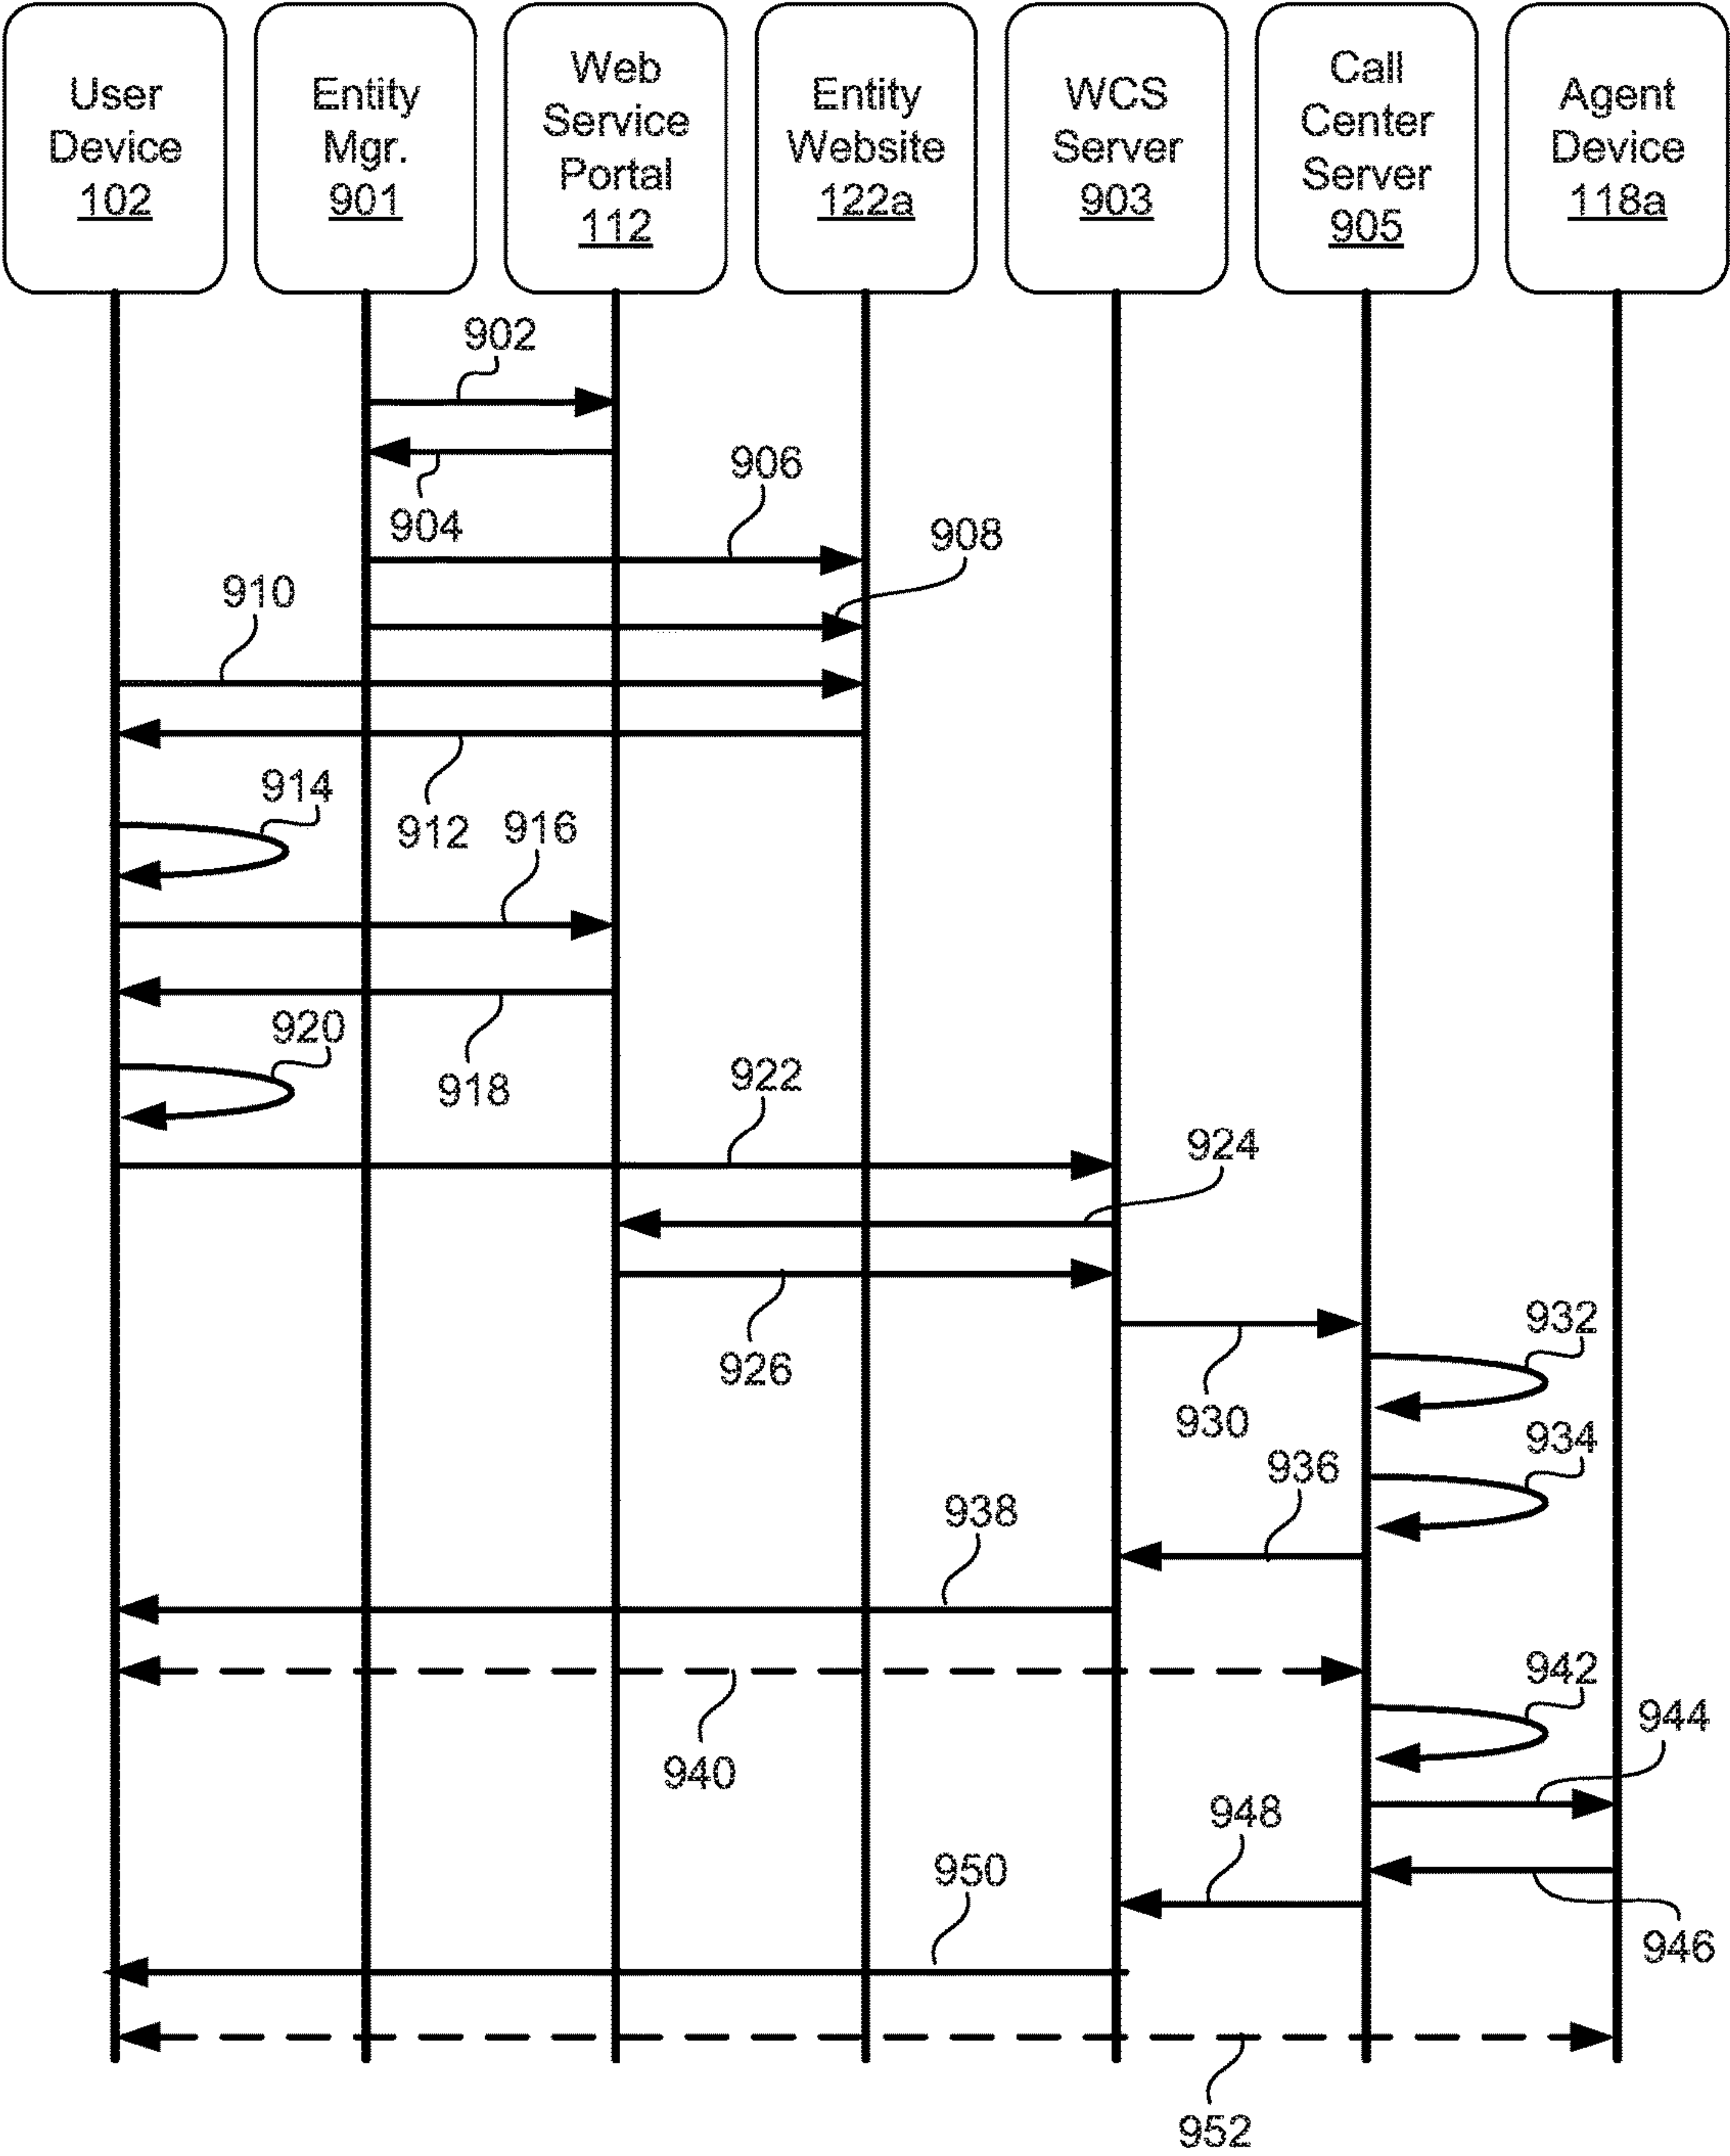 User
Device
102
Entity
Mgr.
901
Web
Service
Portal
112
Entity
Website
122a
WCS
Server
903
Call
Center
Server
905
Agent
Device
118a
902
904
906
908
910
912
914
916
918
920
922
924
926
930
932
934
936
938
940
942
944
948
946
950
952